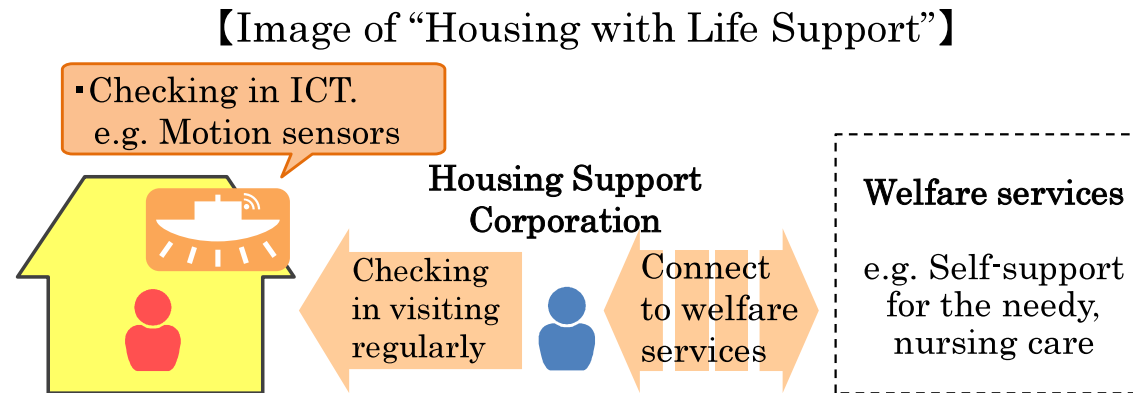 【Image of “Housing with Life Support”】
▪Checking in ICT.
e.g. Motion sensors
Housing Support
Corporation
Checking
in visiting
regularly
Connect
to welfare
services
Welfare services
e.g. Self-support
for the needy,
nursing care